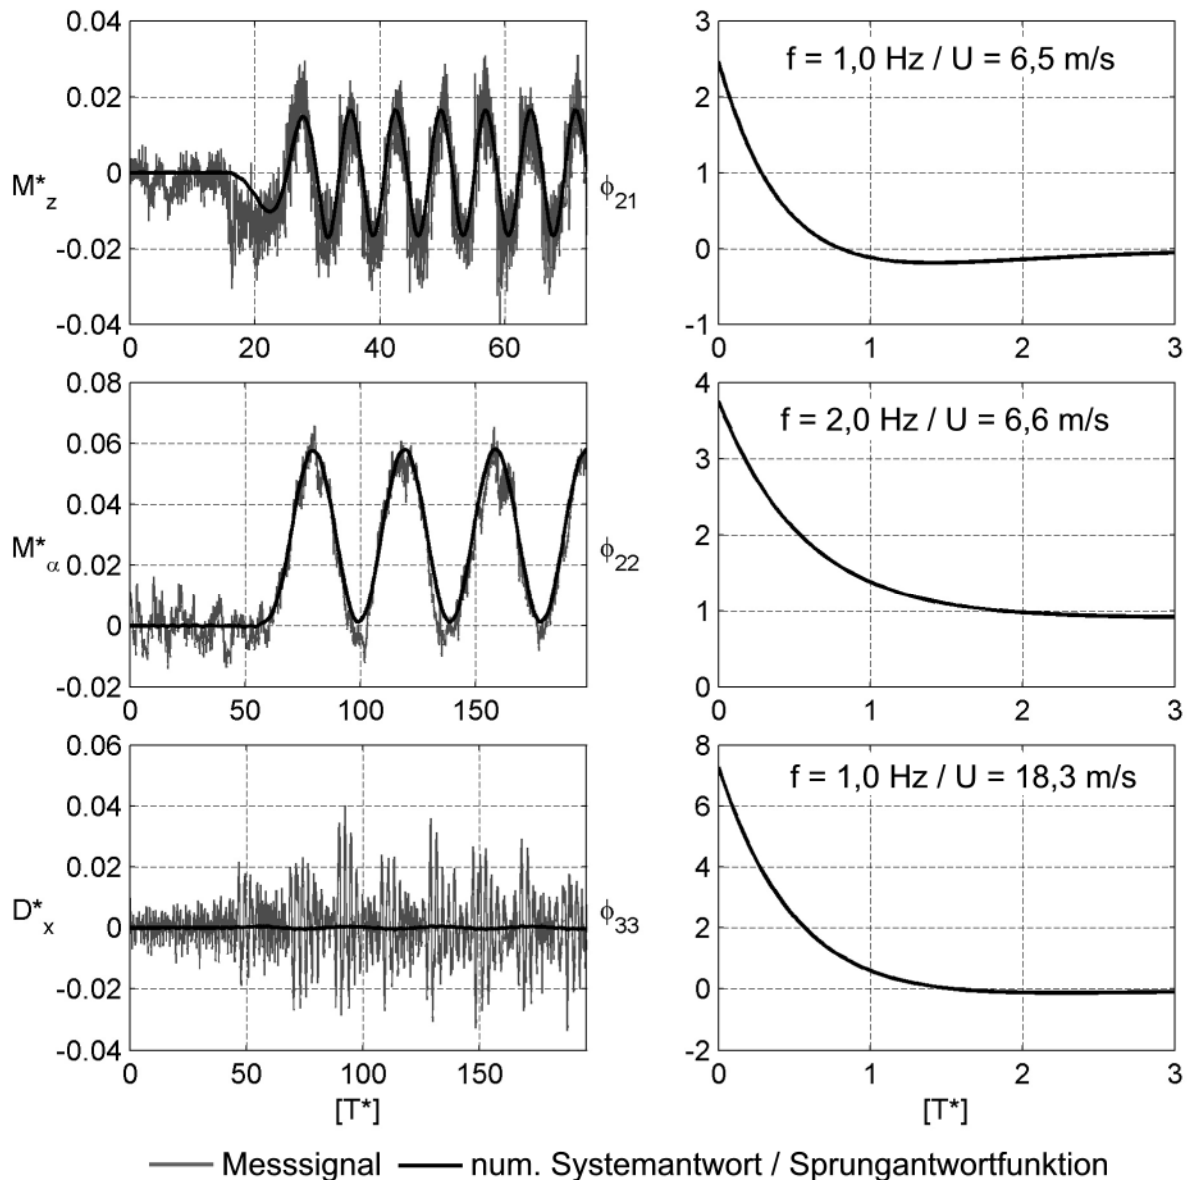 0.04
0.02
0
-0.02
-0.04
M*z
0 20 40 60
3
2
1
0
-1
ϕ21
f = 1,0 Hz / U = 6,5 m/s
0 1 2 3
0.08
0.06
0.04
0.02
0
-0.02
M*α
0 50 100 150
4
3
2
1
0
ϕ22
f = 2,0 Hz / U = 6,6 m/s
0 1 2 3
0.06
0.04
0.02
0
-0.02
-0.04
D*x
0 50 100 150
[T*]
8
6
4
2
0
-2
ϕ33
f = 1,0 Hz / U = 18,3 m/s
0 1 2 3
[T*]
Messsignal num. Systemantwort / Sprungantwortfunktion